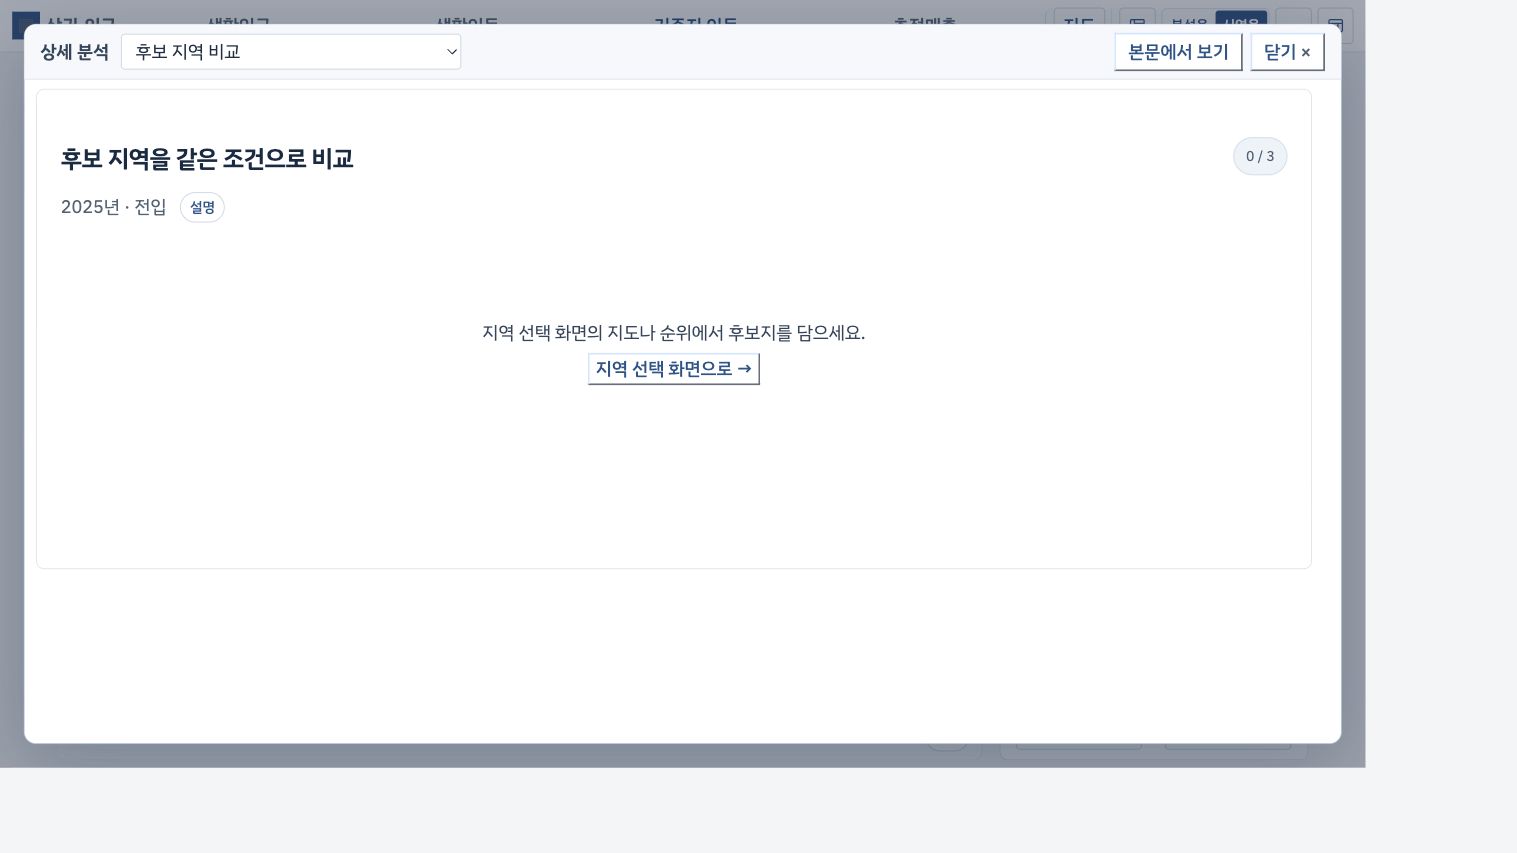 상세 분석
후보 지역 비교
본문에서 보기
닫기 ×
후보 지역을 같은 조건으로 비교
0 / 3
2025년 · 전입
설명
지역 선택 화면의 지도나 순위에서 후보지를 담으세요.
지역 선택 화면으로 →